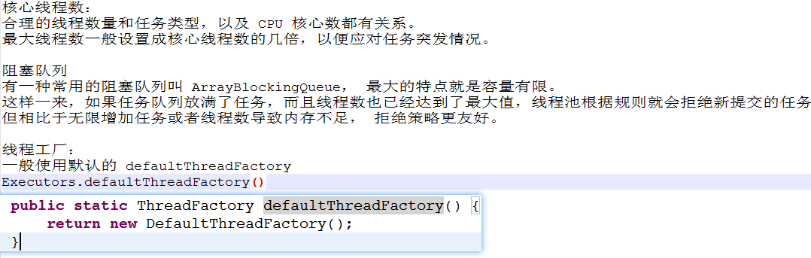 核心线程数:
合理的线程数量和任务类型，以及 CPU 核心数都有关系。
最大线程数一般设置成核心线程数的几倍，以便应对任务突发情况。
阻塞队列
有一种常用的阻塞队列叫 ArrayBlockingQueue， 最大的特点就是容量有限。
这样一来，如果任务队列放满了任务，而且线程数也已经达到了最大值，线程池根据规则就会拒绝新提交的任务
但相比于无限增加任务或者线程数导致内存不足， 拒绝策略更友好。
线程工厂:
一般使用默认的 defaultThreadFactory
Executors.defaultThreadFactory()
public static ThreadFactory defaultThreadFactory() {
return new DefaultThreadFactory();
}